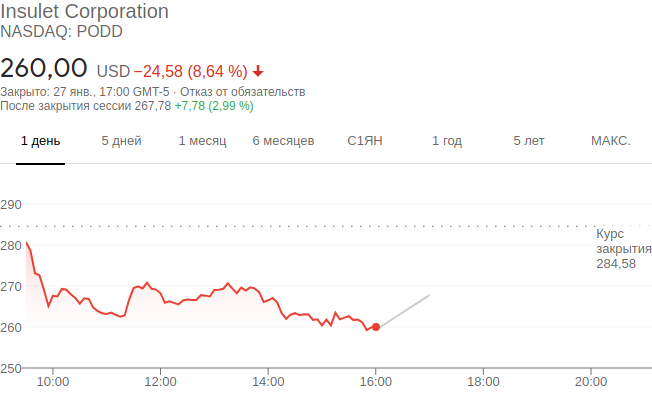 Insulet Corporation
NASDAQ: PODD
260,00 USD −24,58 (8,64 %)
Закрыто: 27 янв., 17:00 GMT-5 · Отказ от обязательств
После закрытия сессии 267,78 +7,78 (2,99 %)
1 день 5 дней 1 месяц 6 месяцев С1ЯН 1 год 5 лет МАКС.
290
Курс
280 закрытия
284,58
270
260
250
10:00 12:00 14:00 16:00 18:00 20:00